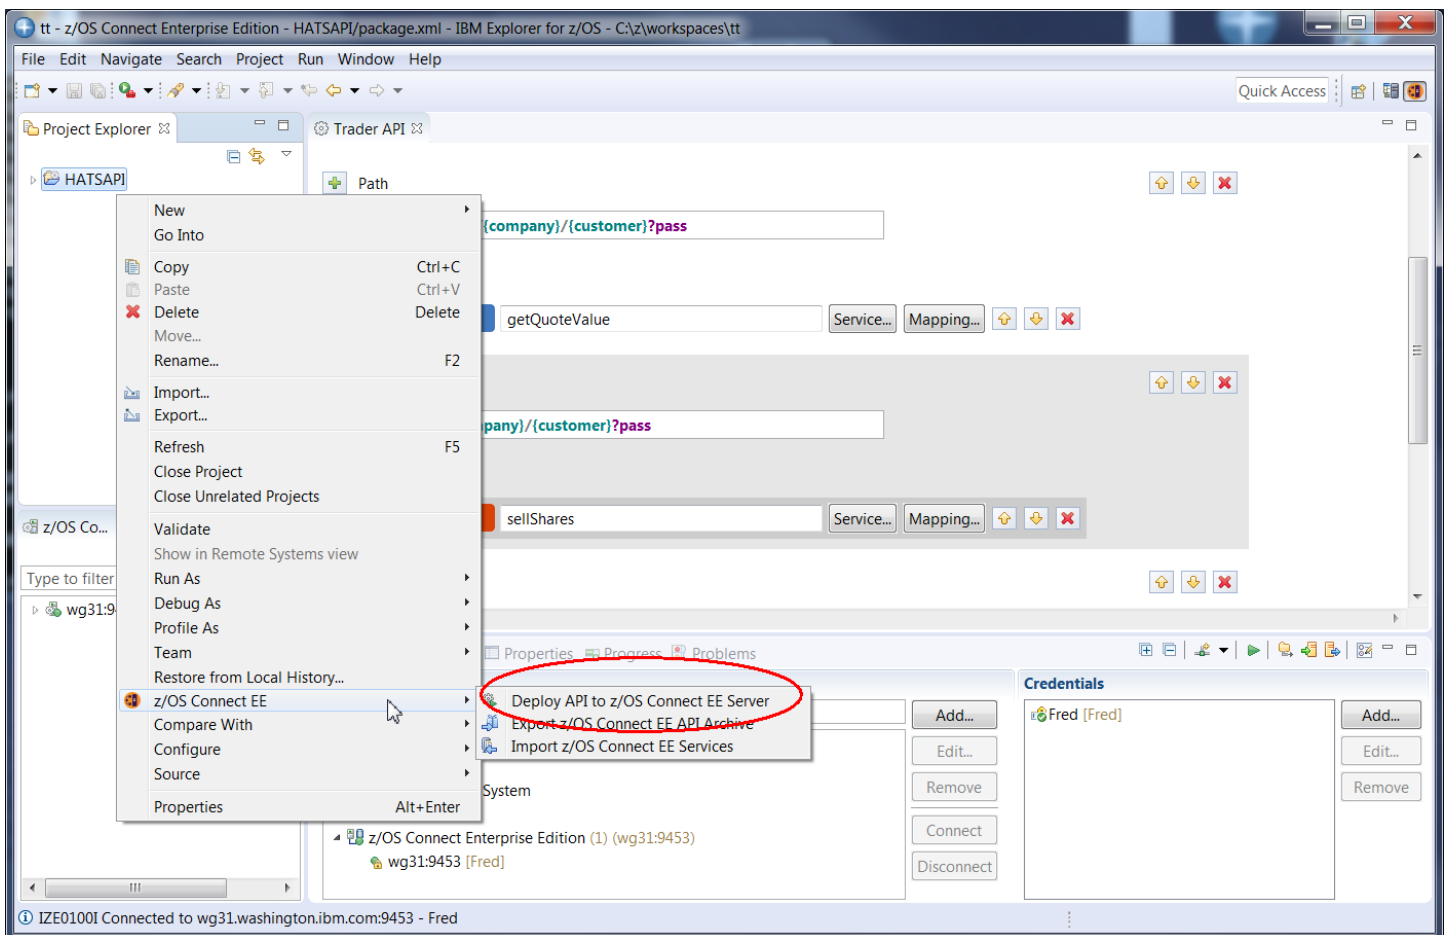 tt - z/OS Connect Enterprise Edition - HATSAPI/package.xml - IBM Explorer for z/OS - C:\z\workspaces\tt
File Edit Navigate Search Project Run Window Help
Quick Access
Project Explorer
Trader API
HATSAPI
Path
New
/{company}/{customer}?pass
Go Into
Copy Ctrl+C
Paste Ctrl+V
Delete Delete
getQuoteValue Service... Mapping...
Move...
Rename... F2
Import...
Export...
pany}/{customer}?pass
Refresh F5
Close Project
Close Unrelated Projects
sellShares Service... Mapping...
z/OS Co...
Validate
Show in Remote Systems view
Type to filter
Run As
Debug As
wg31:9
Profile As
Team
Properties Progress Problems
Restore from Local History...
Credentials
z/OS Connect EE
Deploy API to z/OS Connect EE Server
Add... Fred [Fred] Add...
Compare With
Export z/OS Connect EE API Archive
Configure
Import z/OS Connect EE Services
Edit... Edit...
Source
System
Remove Remove
Properties Alt+Enter
z/OS Connect Enterprise Edition (1) (wg31:9453)
Connect
wg31:9453 [Fred]
Disconnect
IZE0100I Connected to wg31.washington.ibm.com:9453 - Fred